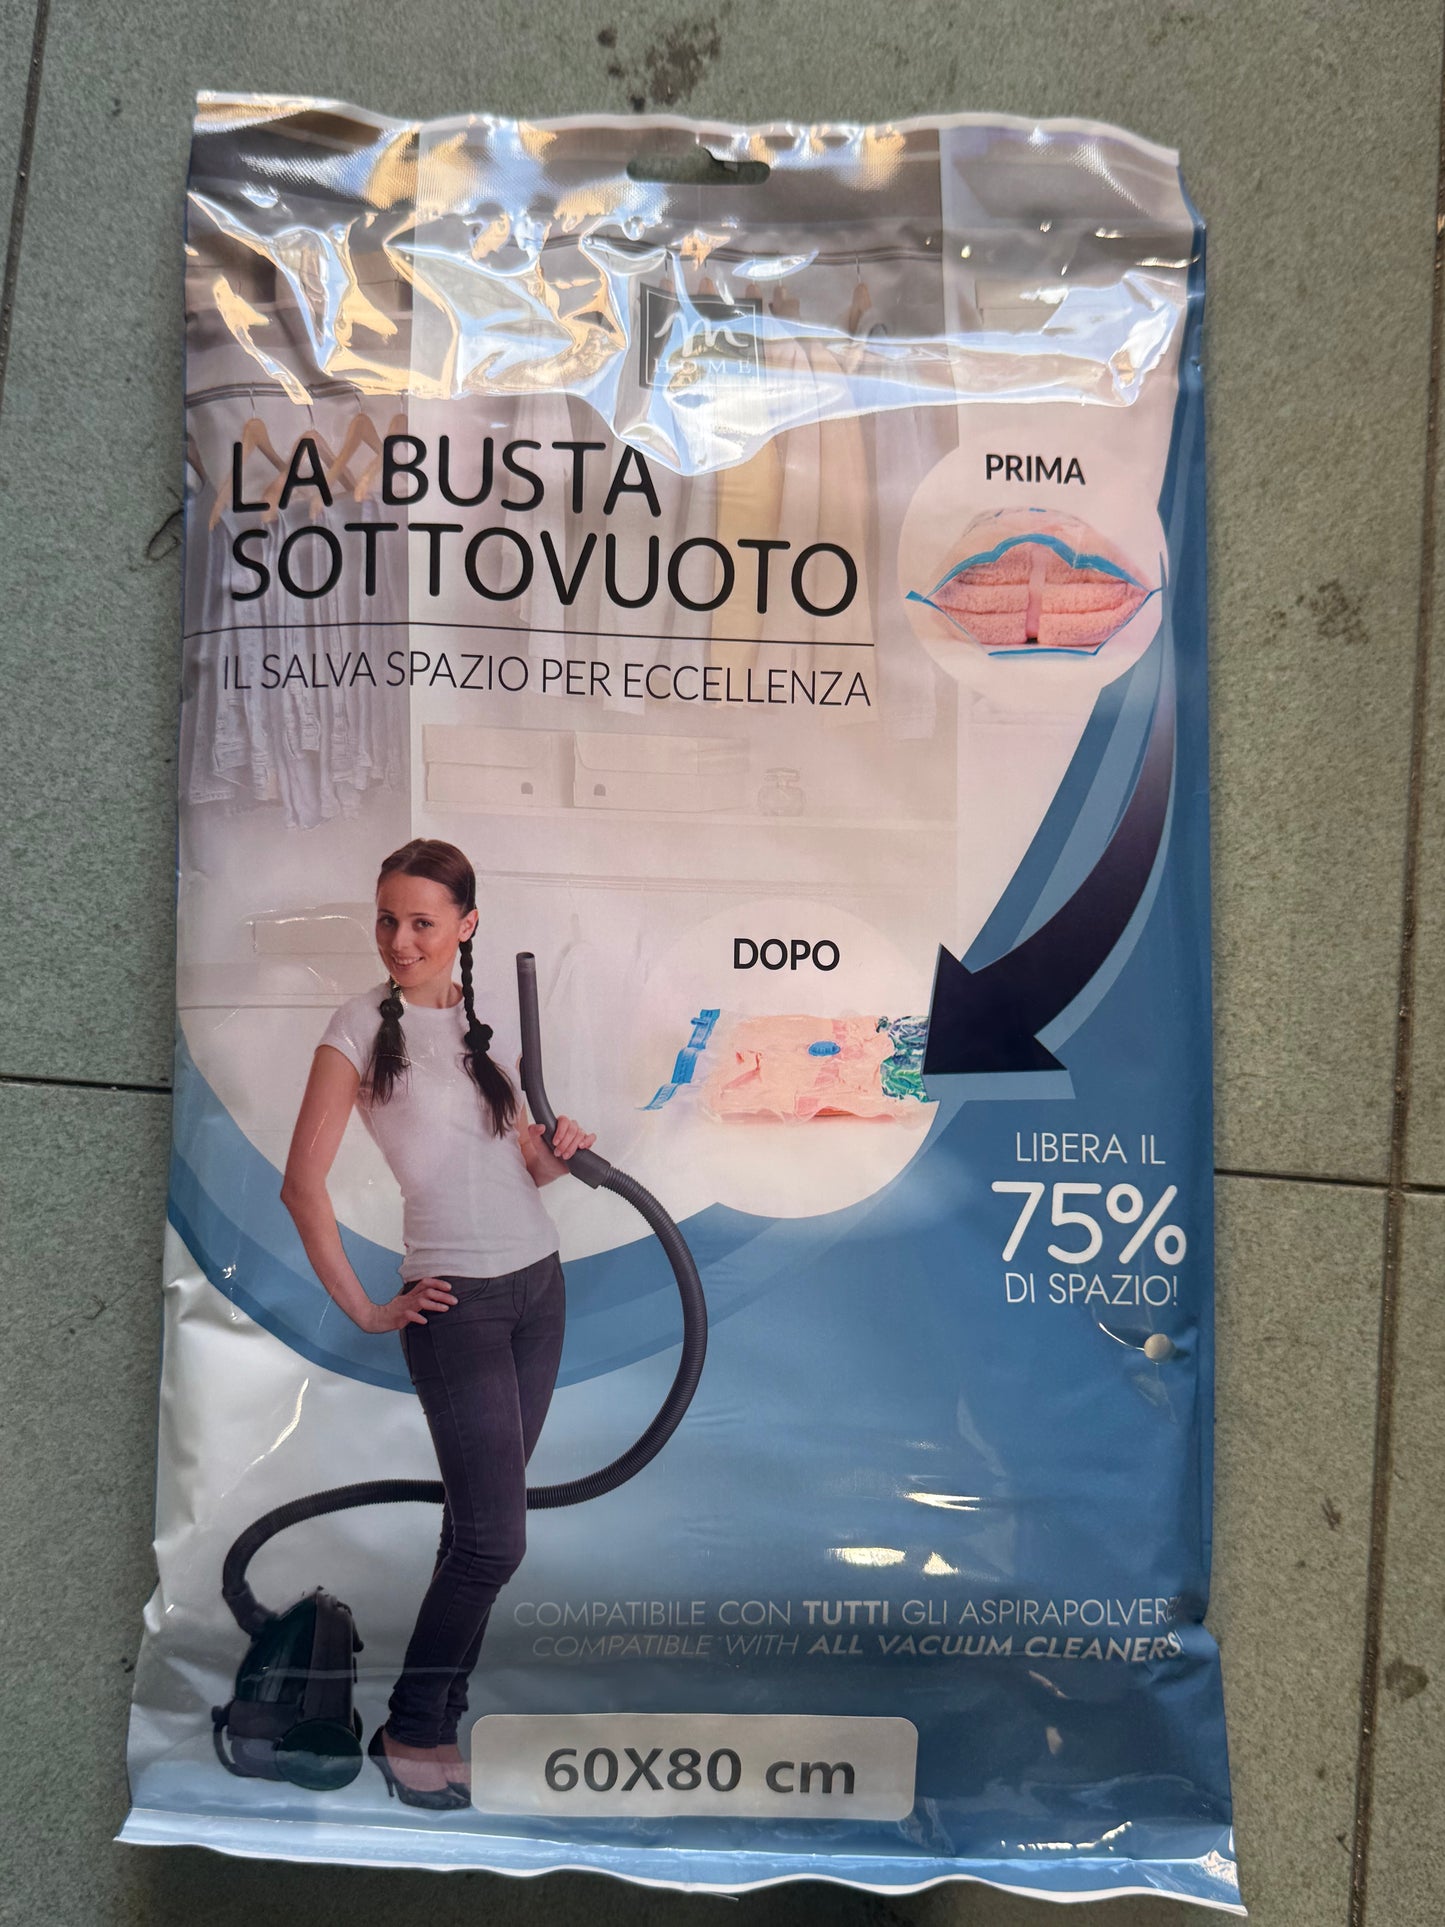 m
HOME
LA BUSTA
SOTTOVUOTO
IL SALVA SPAZIO PER ECCELLENZA
PRIMA
DOPO
LIBERA IL
75%
DI SPAZIO!
COMPATIBILE CON TUTTI GLI ASPIRAPOLVERE
COMPATIBLE WITH ALL VACUUM CLEANERS!
60X80 cm